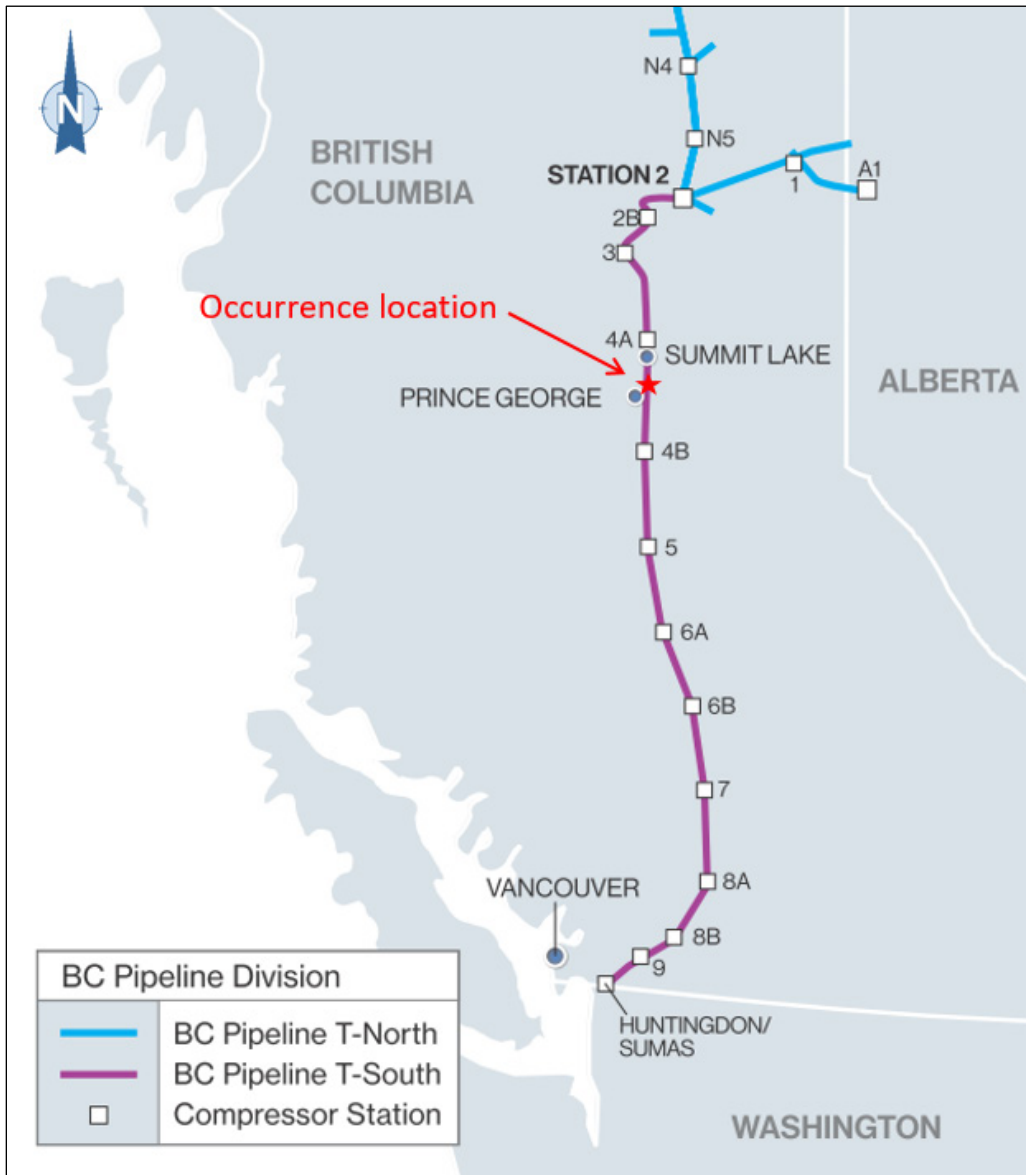 N
N4
N5
BRITISH
COLUMBIA
STATION 2
1
A1
2B
3
Occurrence location
4A
SUMMIT LAKE
ALBERTA
PRINCE GEORGE
4B
5
6A
6B
7
8A
VANCOUVER
8B
9
HUNTINGDON/
SUMAS
BC Pipeline Division
BC Pipeline T-North
BC Pipeline T-South
Compressor Station
WASHINGTON